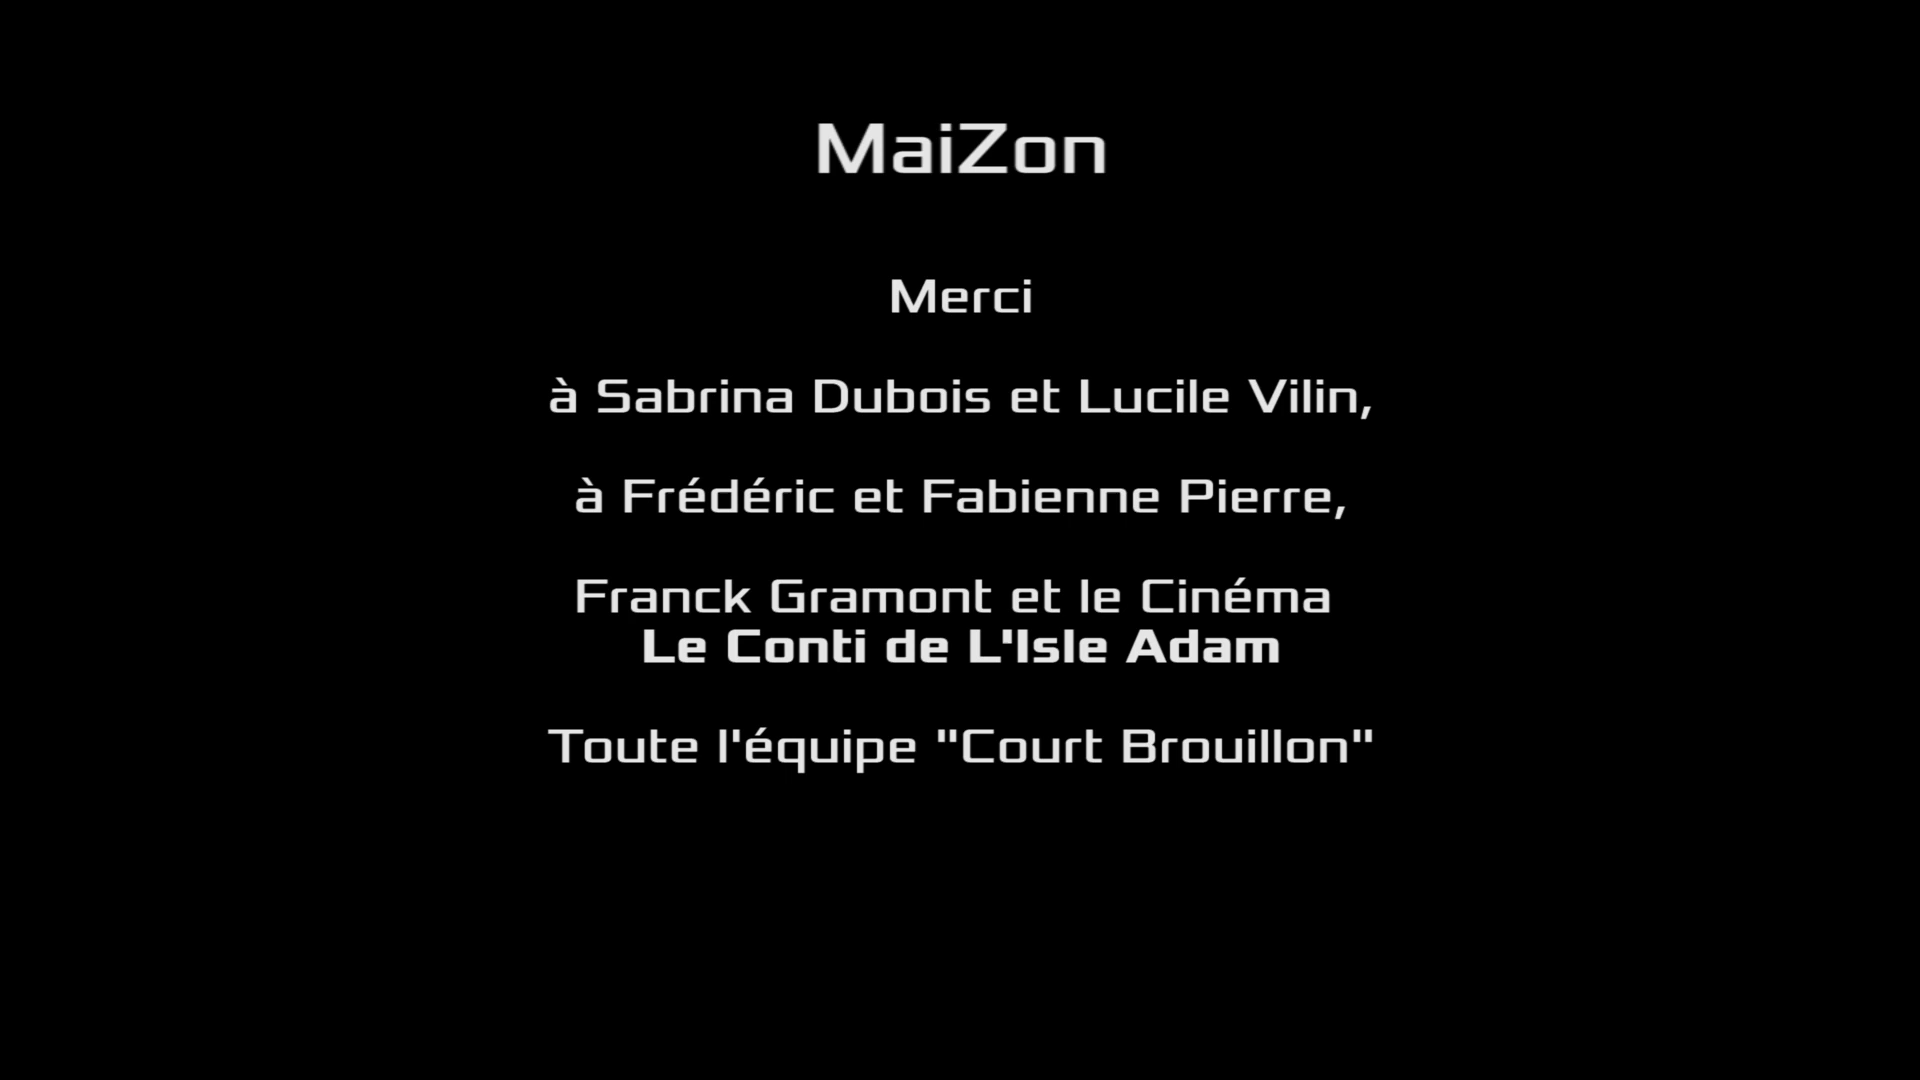 MaiZon
Merci
à Sabrina Dubois et Lucile Vilin,
à Frédéric et Fabienne Pierre,
Franck Gramont et le Cinéma
Le Conti de L'Isle Adam
Toute l'équipe "Court Brouillon"